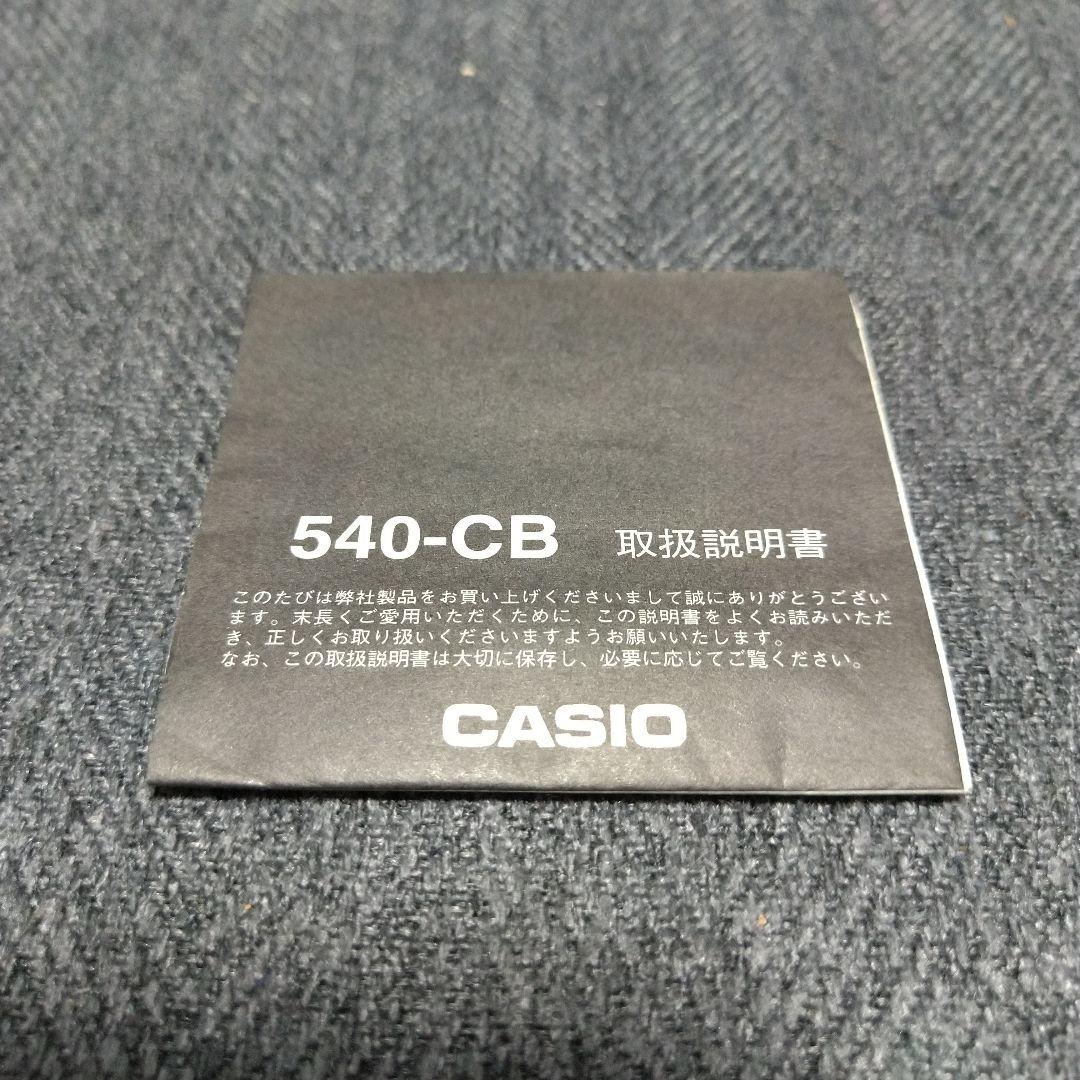 540-CB 取扱説明書
このたびは弊社製品をお買い上げくださいまして誠にありがとうござい
ます。末長くご愛用いただくために、この説明書をよくお読みいただ
き、正しくお取り扱いくださいますようお願いいたします。
なお、この取扱説明書は大切に保存し、必要に応じてご覧ください。
CASIO